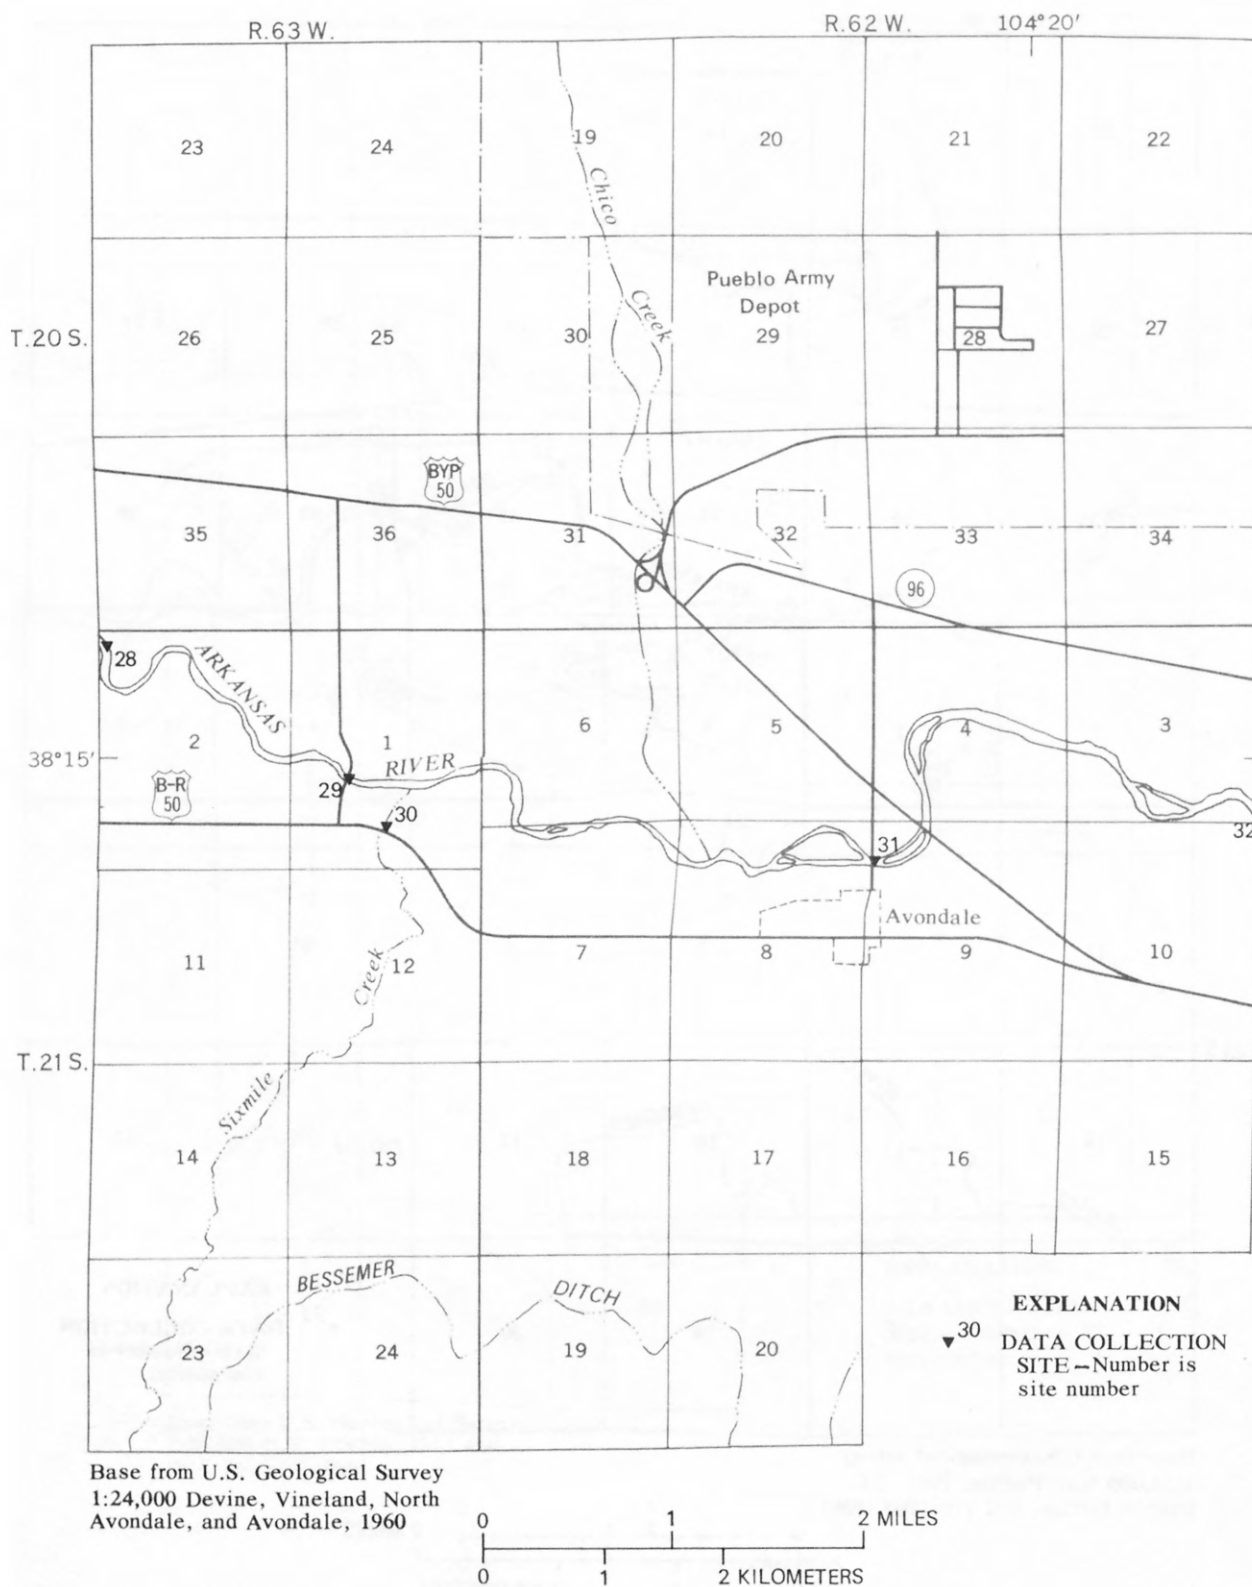 R.63 W.
R.62 W.
104°20'
23
24
19
20
21
22
Chico
Creek
Pueblo Army
Depot
T.20 S.
26
25
30
29
28
27
BYP
50
35
36
31
32
33
34
96
28
ARKANSAS
2
1
6
5
4
3
38°15'
RIVER
B-R
50
29
30
31
32
Avondale
11
12
7
8
9
10
Creek
T.21 S.
Sixmile
14
13
18
17
16
15
BESSEMER
DITCH
23
24
19
20
EXPLANATION
30
DATA COLLECTION
SITE—Number is
site number
Base from U.S. Geological Survey
1:24,000 Devine, Vineland, North
Avondale, and Avondale, 1960
0
1
2 MILES
0
1
2 KILOMETERS